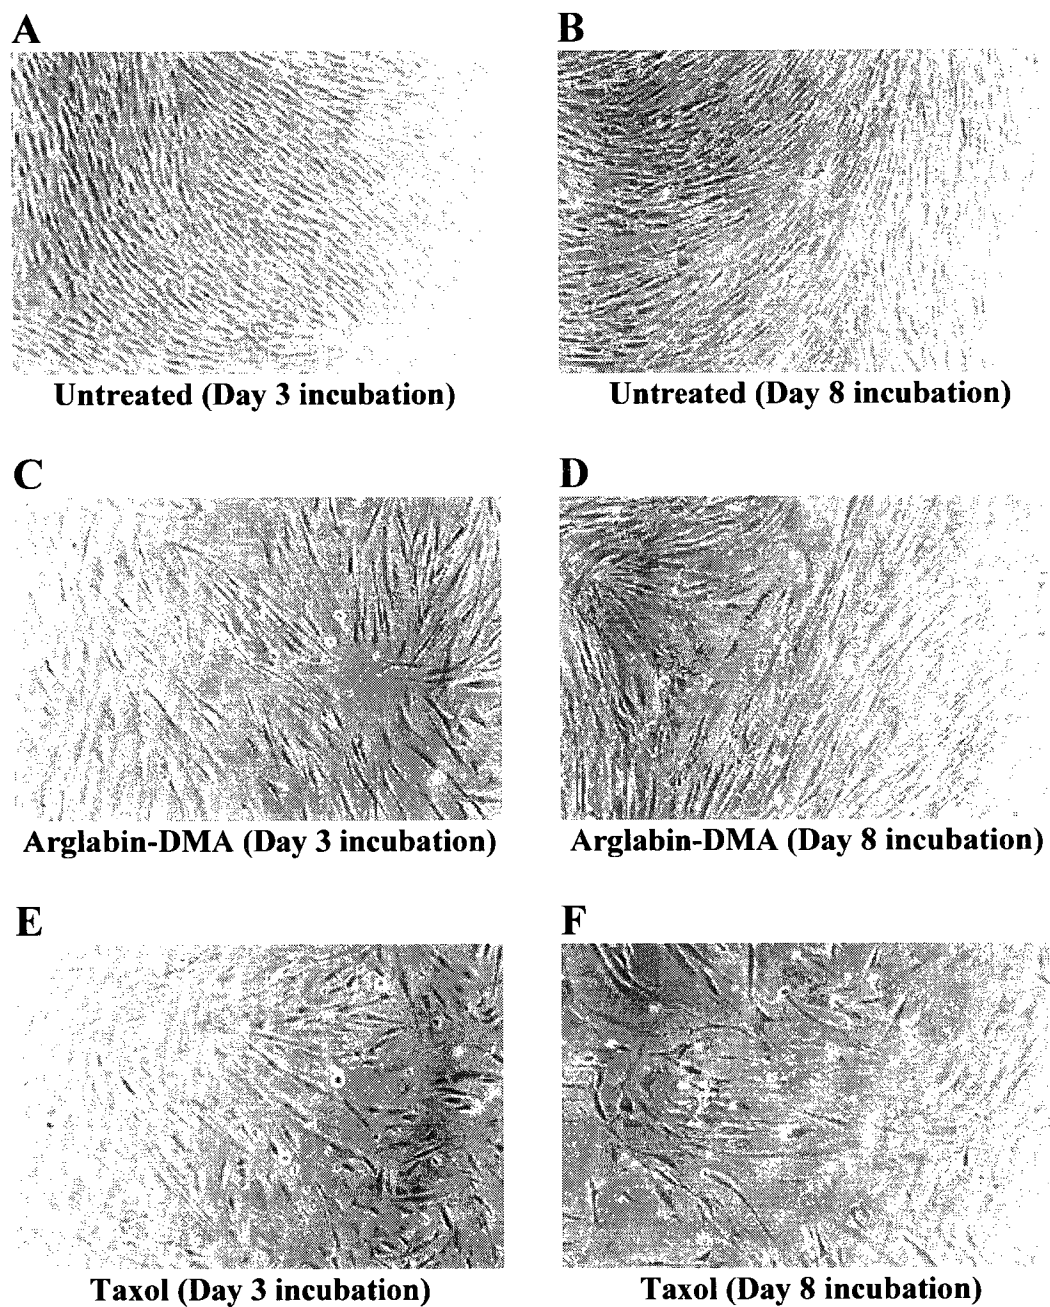 A
B
Untreated (Day 3 incubation)
Untreated (Day 8 incubation)
C
D
Arglabin-DMA (Day 3 incubation)
Arglabin-DMA (Day 8 incubation)
E
F
Taxol (Day 3 incubation)
Taxol (Day 8 incubation)